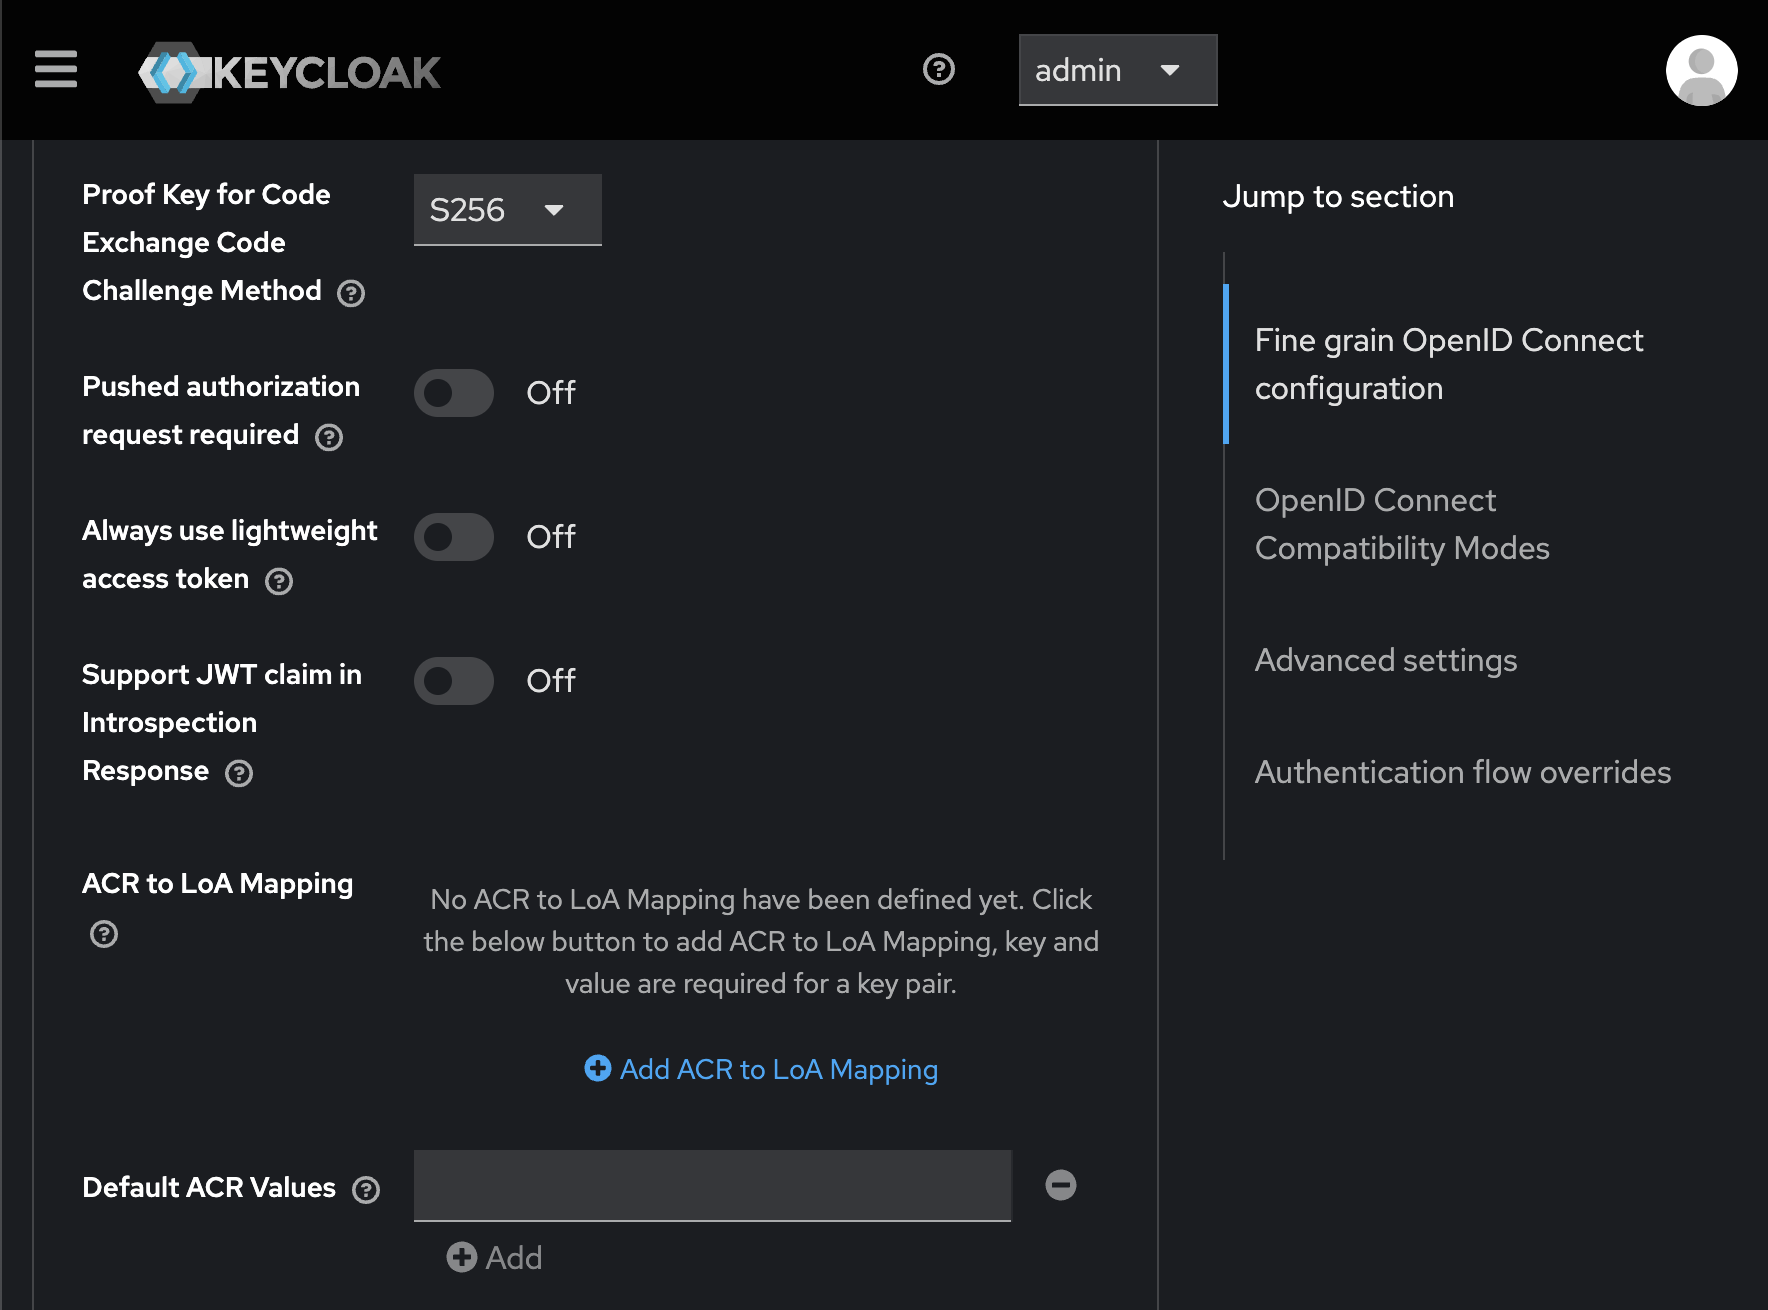 KEYCLOAK
admin
Proof Key for Code
Exchange Code
Challenge Method
S256
Pushed authorization
request required
Off
Always use lightweight
access token
Off
Support JWT claim in
Introspection
Response
Off
ACR to LoA Mapping
No ACR to LoA Mapping have been defined yet. Click
the below button to add ACR to LoA Mapping, key and
value are required for a key pair.
Add ACR to LoA Mapping
Default ACR Values
Add
Jump to section
Fine grain OpenID Connect
configuration
OpenID Connect
Compatibility Modes
Advanced settings
Authentication flow overrides